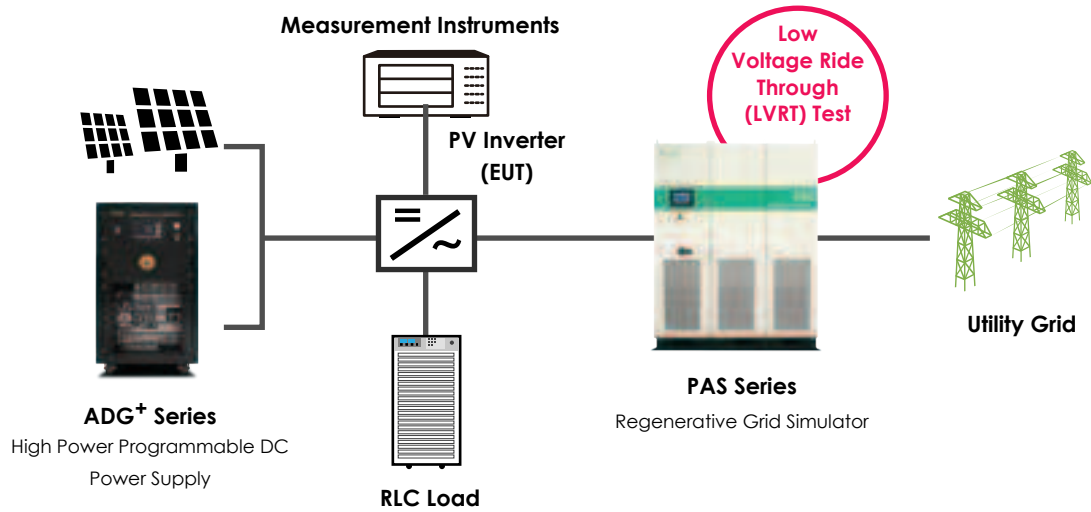 Measurement Instruments
Low
Voltage Ride
Through
(LVRT) Test
PV Inverter
(EUT)
ADG+ Series
High Power Programmable DC
Power Supply
RLC Load
PAS Series
Regenerative Grid Simulator
Utility Grid